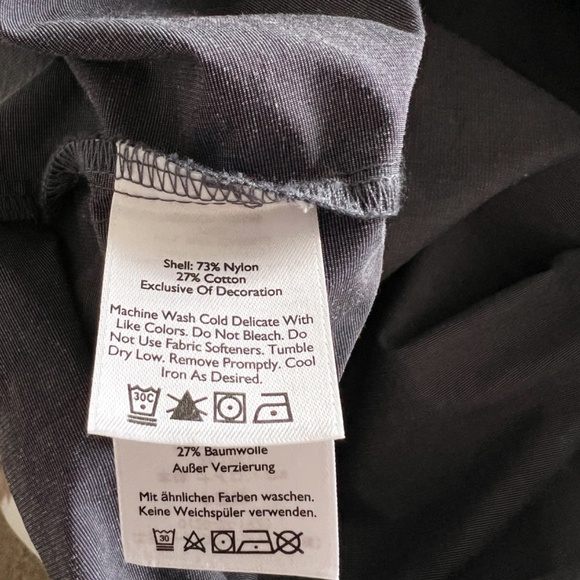 Shell: 73% Nylon
27% Cotton
Exclusive Of Decoration
Machine Wash Cold Delicate With
Like Colors. Do Not Bleach. Do
Not Use Fabric Softeners. Tumble
Dry Low. Remove Promptly. Cool
Iron As Desired.
30C
27% Baumwolle
Außer Verzierung
Mit ähnlichen Farben waschen.
Keine Weichspüler verwenden.
30